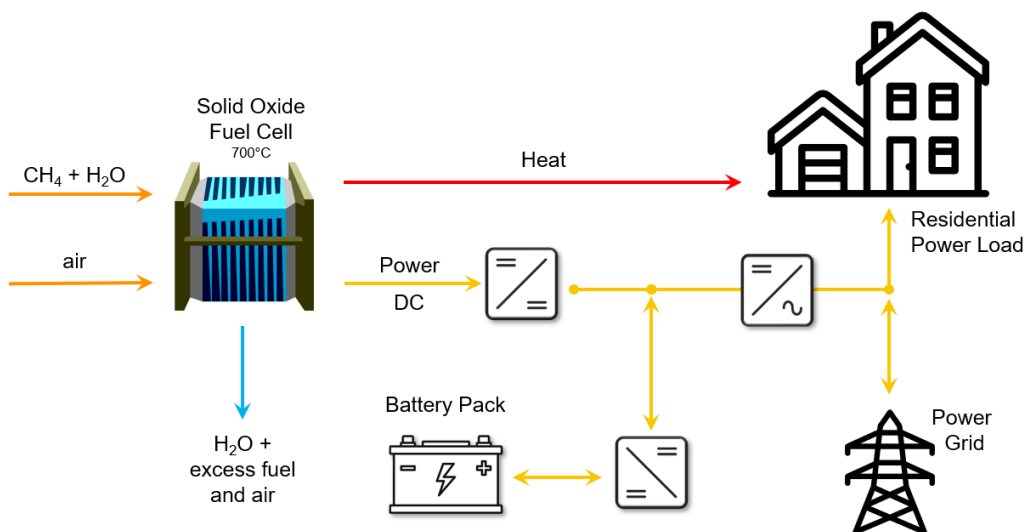 Solid Oxide
Fuel Cell
700°C
CH₄ + H₂O
Heat
Residential
Power Load
air
Power
DC
Battery Pack
Power
Grid
H₂O +
excess fuel
and air